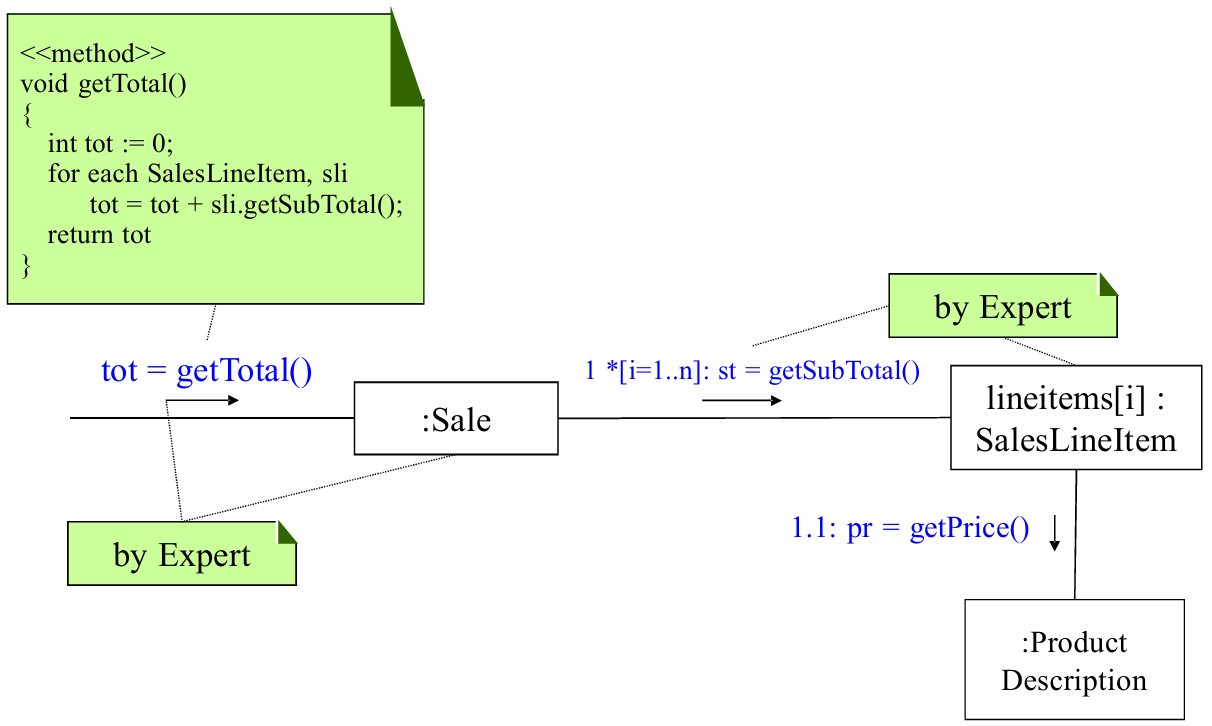 <<method>>
void getTotal()
{
int tot := 0;
for each SalesLineItem, sli
tot = tot + sli.getSubTotal();
return tot
}
by Expert
tot = getTotal()
1 *[i=1..n]: st = getSubTotal()
:Sale
lineitems[i] :
SalesLineItem
by Expert
1.1: pr = getPrice()
:Product
Description